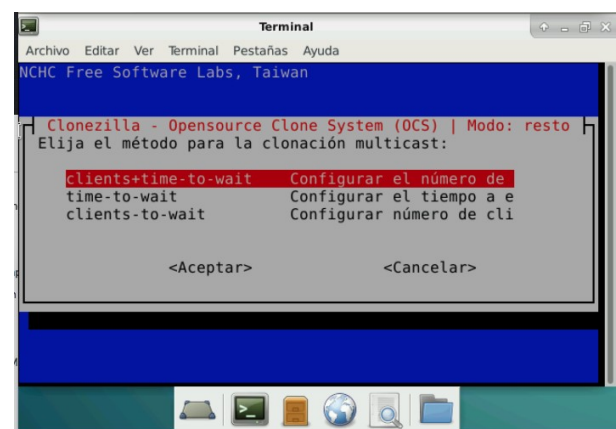 Terminal
Archivo Editar Ver Terminal Pestañas Ayuda
NCHC Free Software Labs, Taiwan
Clonezilla - Opensource Clone System (OCS) | Modo: resto
Elija el método para la clonación multicast:
clients+time-to-wait Configurar el número de
time-to-wait Configurar el tiempo a e
clients-to-wait Configurar número de cli
<Aceptar> <Cancelar>